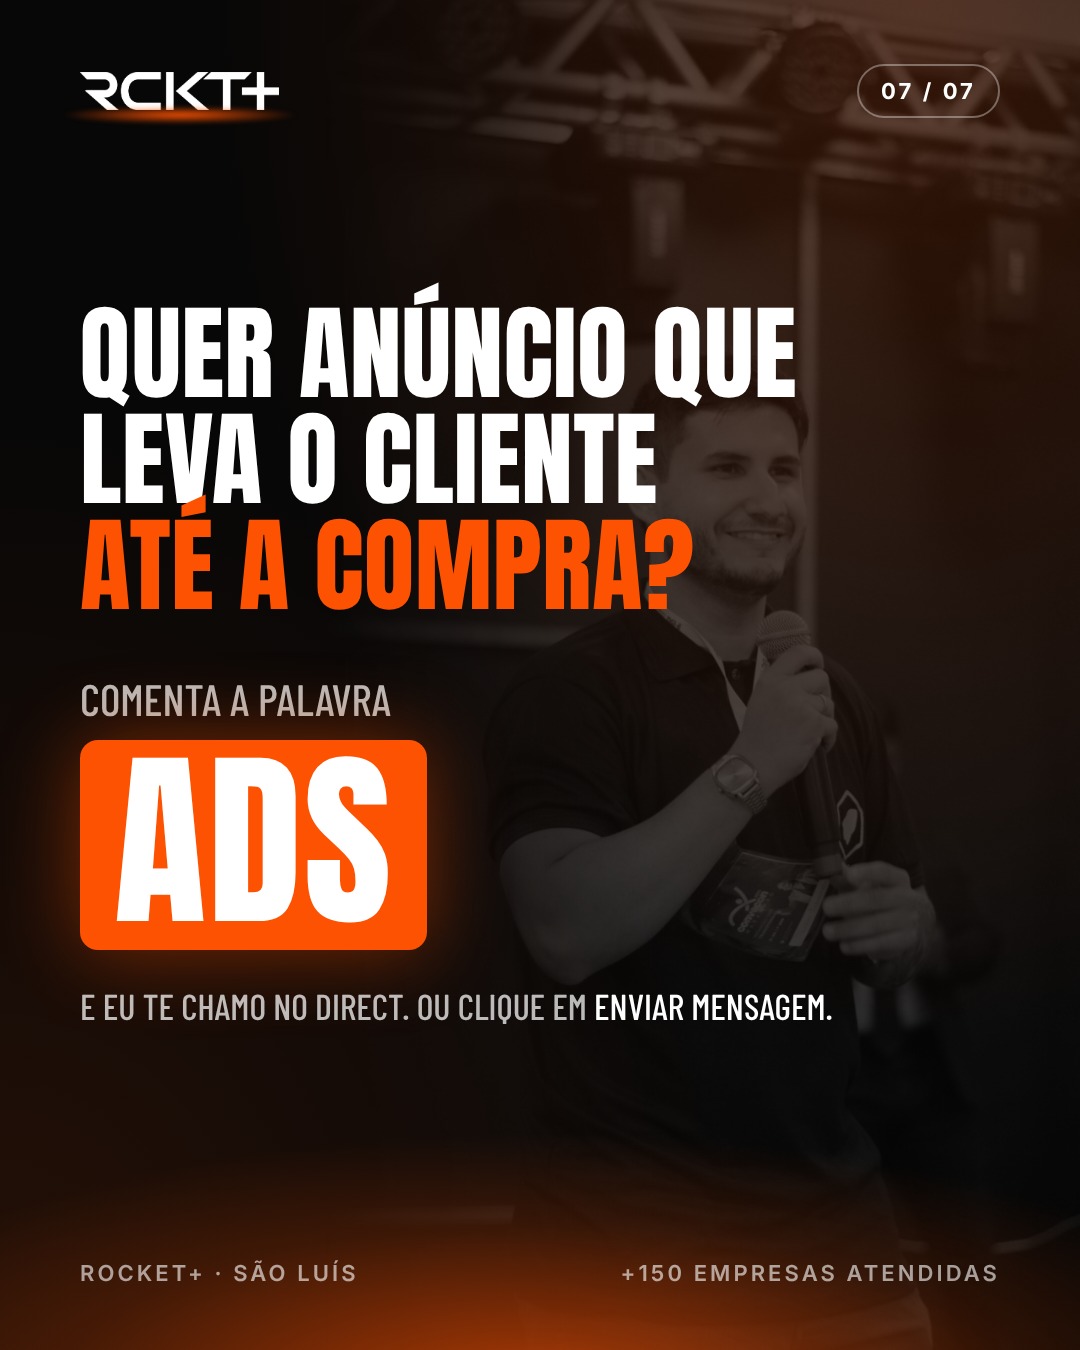 RCKT+
07 / 07
QUER ANÚNCIO QUE
LEVA O CLIENTE
ATÉ A COMPRA?
COMENTA A PALAVRA
ADS
E EU TE CHAMO NO DIRECT. OU CLIQUE EM ENVIAR MENSAGEM.
ROCKET+ · SÃO LUÍS
+150 EMPRESAS ATENDIDAS